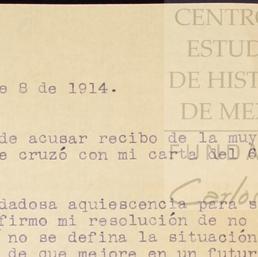 CENTRO
ESTUD
DE HIST
DE ME
e 8 de 1914.
de acusar recibo de la muy
e cruzó con mi carta del
FUND
Carlos
dadosa aquiescencia para s
firmo mi resolución de no
no se defina la situación
de que mejore en un futur